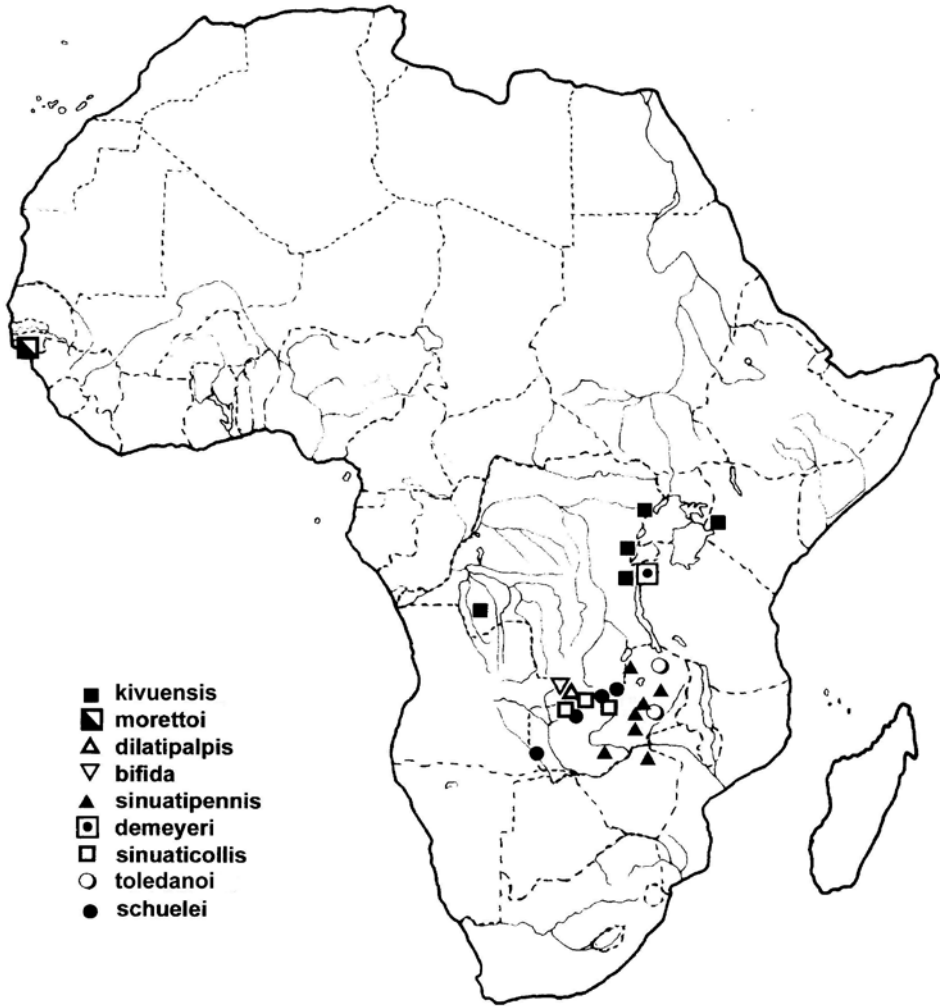 kivuensis
morettoi
dilatipalpis
bifida
sinuatipennis
demeyeri
sinuaticollis
toledanoi
schuelei